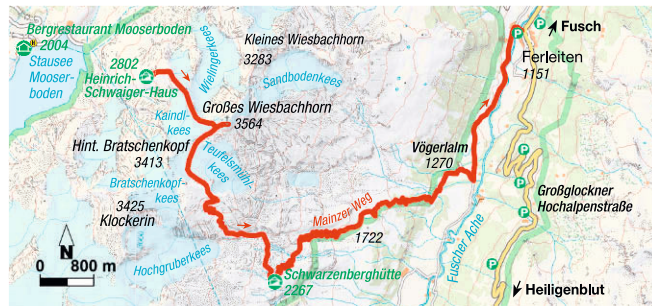 Bergrestaurant Mooserboden
2004
Stausee
Mooser-
boden
2802
Heinrich-
Schwaiger-Haus
Wielingerkees
Kleines Wiesbachhorn
3283
Sandbodenkees
Großes Wiesbachhorn
3564
Kaindl-
kees
Hint. Bratschenkopf
3413
Teufelsmühl-
kees
Bratschenkopf-
kees
3425
Klockerin
Hochgruberkees
N
0 800 m
Mainzer Weg
1722
Schwarzenberghütte
2267
Vögerlalm
1270
Fuscher Ache
P
P
Fusch
Ferleiten
1151
P
P
P
Großglockner
Hochalpenstraße
P
P
Heiligenblut